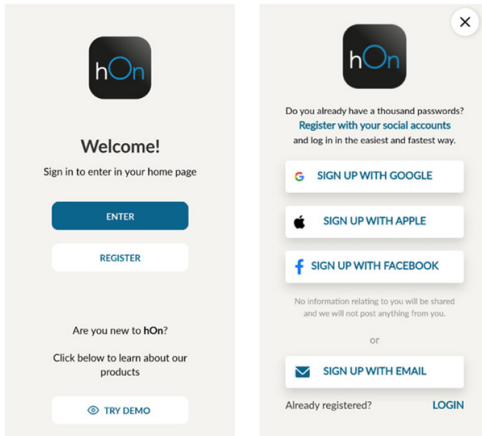 hOn
Welcome!
Sign in to enter in your home page
ENTER
REGISTER
Are you new to hOn?
Click below to learn about our
products
TRY DEMO
hOn
Do you already have a thousand passwords?
Register with your social accounts
and log in in the easiest and fastest way.
SIGN UP WITH GOOGLE
SIGN UP WITH APPLE
SIGN UP WITH FACEBOOK
No information relating to you will be shared
and we will not post anything from you.
or
SIGN UP WITH EMAIL
Already registered? LOGIN